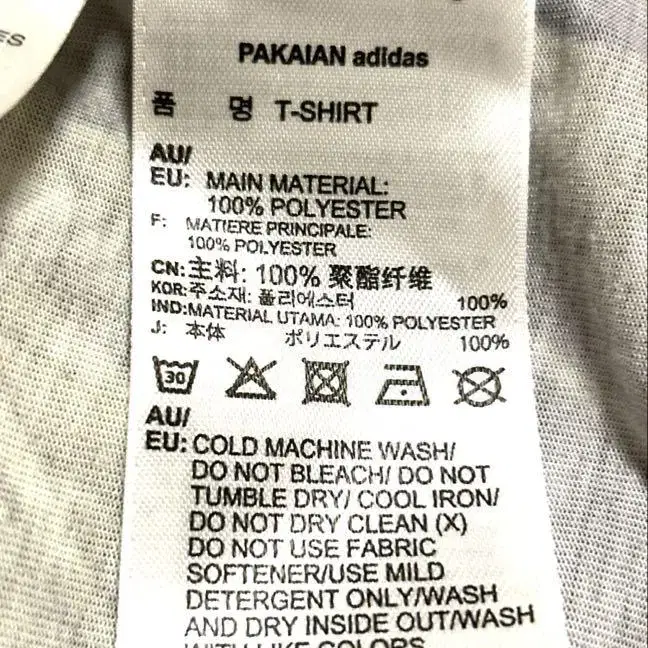 ES
PAKAIAN adidas
품 명 T-SHIRT
AU/
EU: MAIN MATERIAL:
100% POLYESTER
F: MATIERE PRINCIPALE:
100% POLYESTER
CN: 主料: 100% 聚酯纤维
KOR: 주소재: 폴리에스터 100%
IND: MATERIAL UTAMA: 100% POLYESTER
J: 本体 ポリエステル 100%
30
AU/
EU: COLD MACHINE WASH/
DO NOT BLEACH/ DO NOT
TUMBLE DRY/ COOL IRON/
DO NOT DRY CLEAN (X)
DO NOT USE FABRIC
SOFTENER/USE MILD
DETERGENT ONLY/WASH
AND DRY INSIDE OUT/WASH
WITH LIKE COLORS